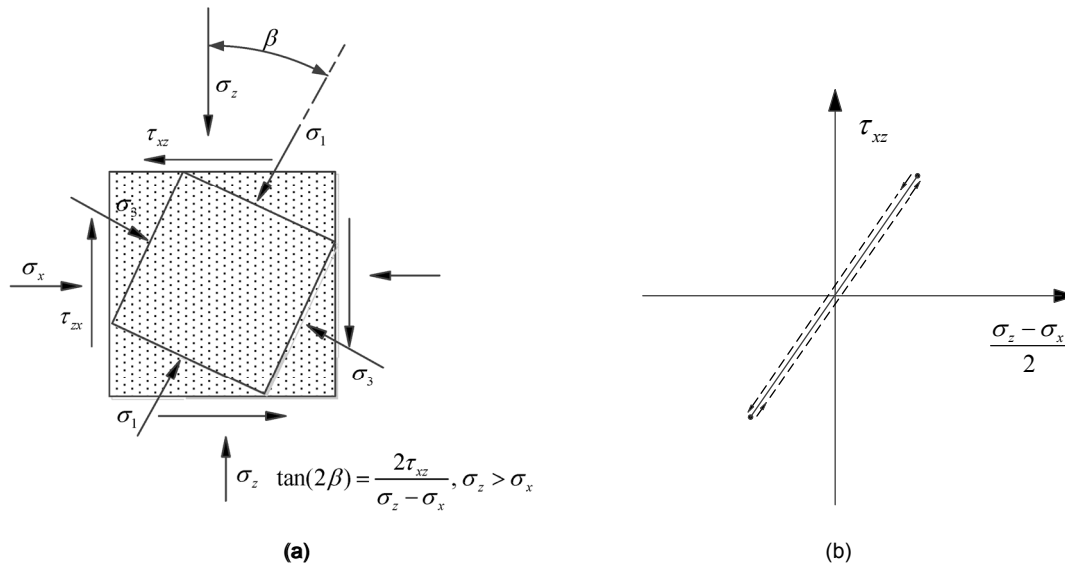 β
σ_z
τ_xz
σ_1
σ_3
σ_x
τ_zx
σ_3
σ_1
σ_z tan(2β) = 2τ_xz / (σ_z − σ_x), σ_z > σ_x
(a)
τ_xz
(σ_z − σ_x) / 2
(b)